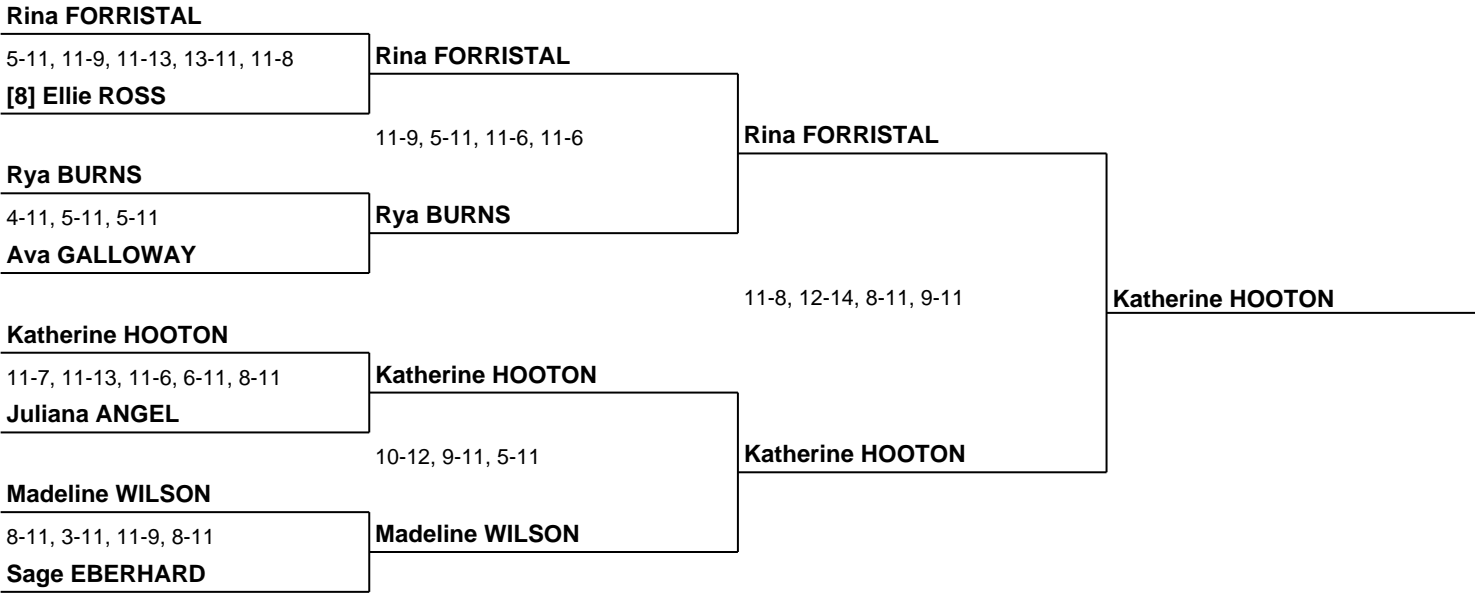 Rina FORRISTAL
5-11, 11-9, 11-13, 13-11, 11-8
Rina FORRISTAL
[8] Ellie ROSS
11-9, 5-11, 11-6, 11-6
Rina FORRISTAL
Rya BURNS
4-11, 5-11, 5-11
Rya BURNS
Ava GALLOWAY
11-8, 12-14, 8-11, 9-11
Katherine HOOTON
Katherine HOOTON
11-7, 11-13, 11-6, 6-11, 8-11
Katherine HOOTON
Juliana ANGEL
10-12, 9-11, 5-11
Katherine HOOTON
Madeline WILSON
8-11, 3-11, 11-9, 8-11
Madeline WILSON
Sage EBERHARD